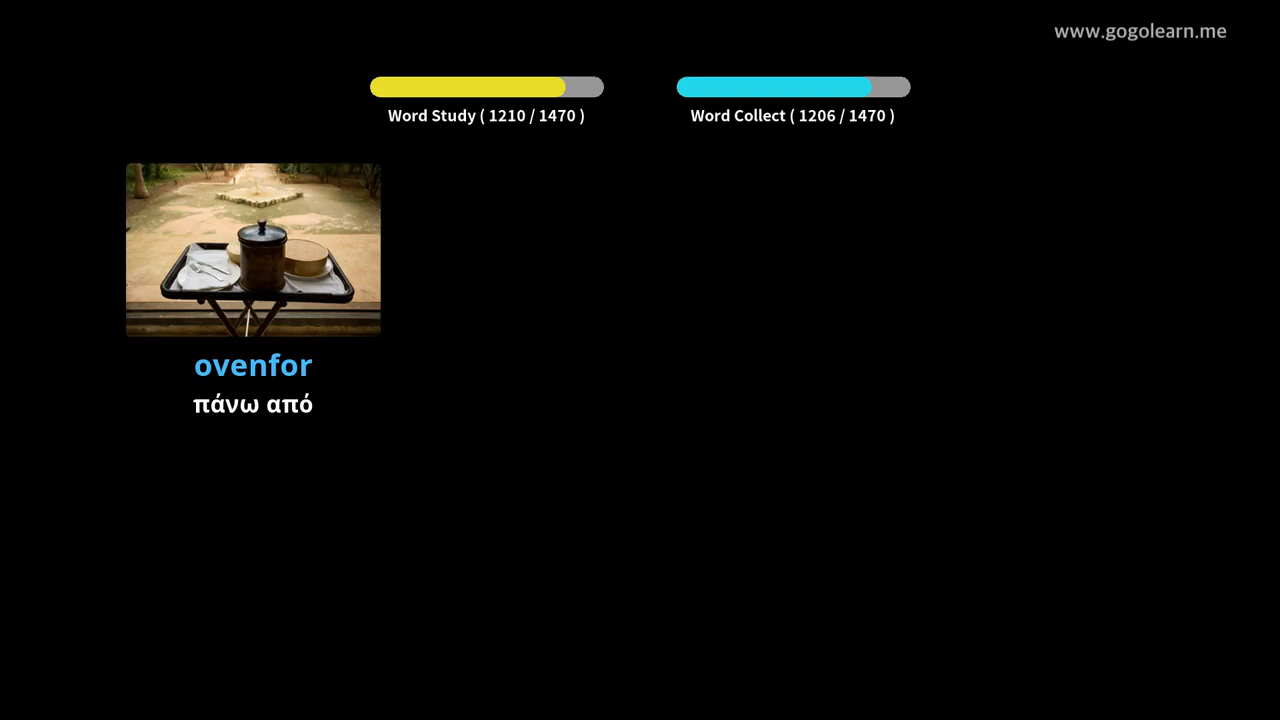 www.gogolearn.me
Word Study ( 1210 / 1470 )
Word Collect ( 1206 / 1470 )
ovenfor
πάνω από